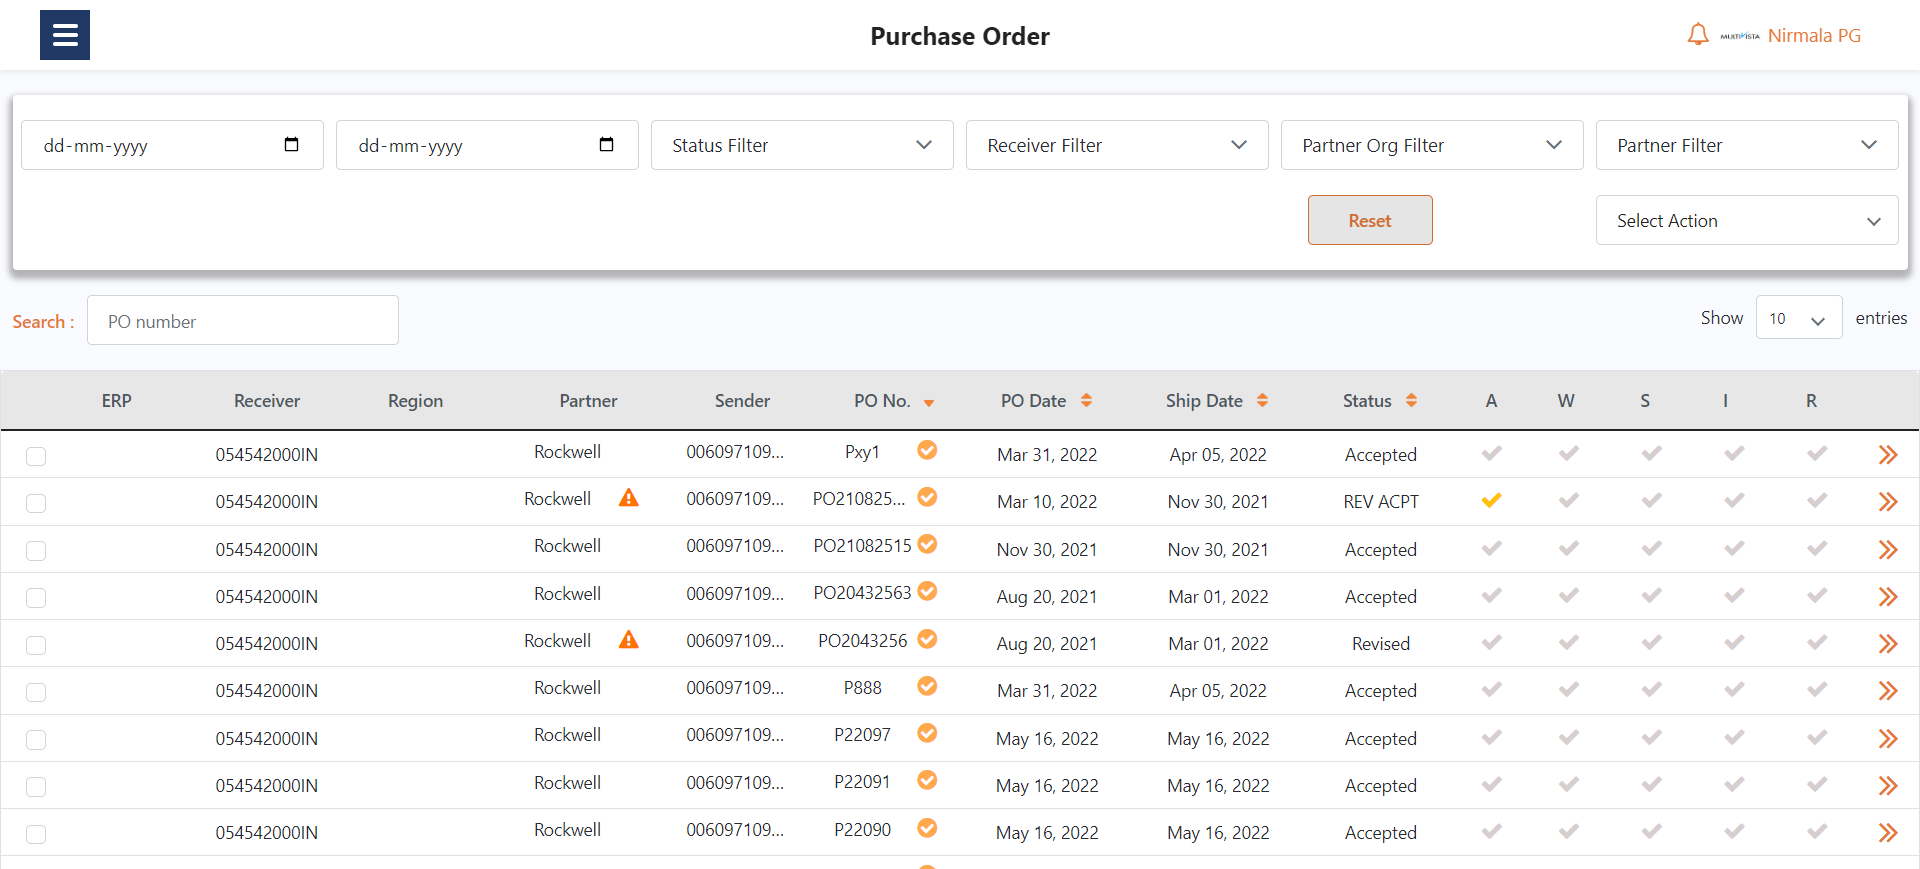 Purchase Order
MULTIVISTA Nirmala PG
dd-mm-yyyy dd-mm-yyyy Status Filter Receiver Filter Partner Org Filter Partner Filter
Reset Select Action
Search : PO number Show 10 entries
ERP Receiver Region Partner Sender PO No. PO Date Ship Date Status A W S I R
054542000IN Rockwell 006097109... Pxy1 Mar 31, 2022 Apr 05, 2022 Accepted
054542000IN Rockwell 006097109... PO210825... Mar 10, 2022 Nov 30, 2021 REV ACPT
054542000IN Rockwell 006097109... PO21082515 Nov 30, 2021 Nov 30, 2021 Accepted
054542000IN Rockwell 006097109... PO20432563 Aug 20, 2021 Mar 01, 2022 Accepted
054542000IN Rockwell 006097109... PO2043256 Aug 20, 2021 Mar 01, 2022 Revised
054542000IN Rockwell 006097109... P888 Mar 31, 2022 Apr 05, 2022 Accepted
054542000IN Rockwell 006097109... P22097 May 16, 2022 May 16, 2022 Accepted
054542000IN Rockwell 006097109... P22091 May 16, 2022 May 16, 2022 Accepted
054542000IN Rockwell 006097109... P22090 May 16, 2022 May 16, 2022 Accepted